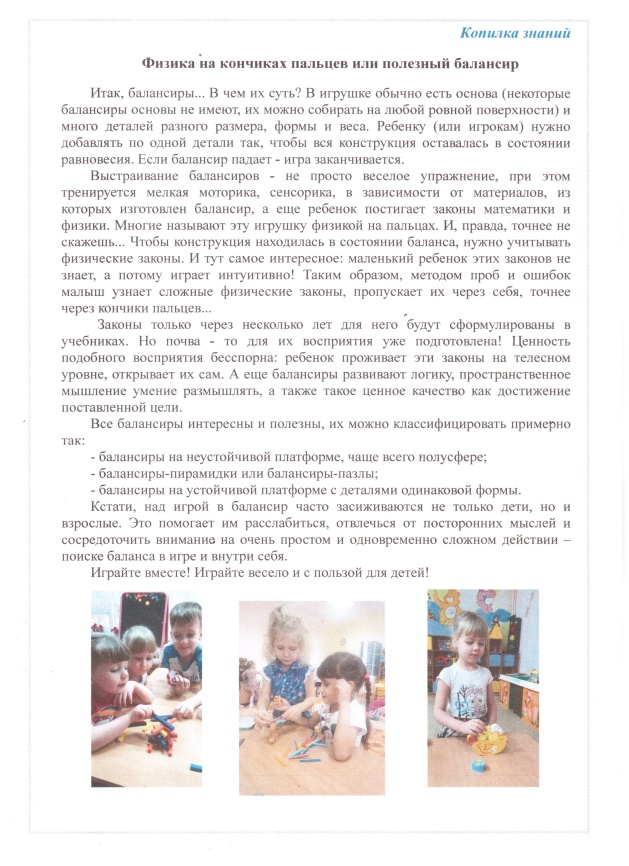 Копилка знаний
Физика на кончиках пальцев или полезный балансир
Итак, балансиры... В чем их суть? В игрушке обычно есть основа (некоторые
балансиры основы не имеют, их можно собирать на любой ровной поверхности) и
много деталей разного размера, формы и веса. Ребенку (или игрокам) нужно
добавлять по одной детали так, чтобы вся конструкция оставалась в состоянии
равновесия. Если балансир падает - игра заканчивается.
Выстраивание балансиров - не просто веселое упражнение, при этом
тренируется мелкая моторика, сенсорика, в зависимости от материалов, из
которых изготовлен балансир, а еще ребенок постигает законы математики и
физики. Многие называют эту игрушку физикой на пальцах. И, правда, точнее не
скажешь... Чтобы конструкция находилась в состоянии баланса, нужно учитывать
физические законы. И тут самое интересное: маленький ребенок этих законов не
знает, а потому играет интуитивно! Таким образом, методом проб и ошибок
малыш узнает сложные физические законы, пропускает их через себя, точнее
через кончики пальцев...
Законы только через несколько лет для него будут сформулированы в
учебниках. Но почва - то для их восприятия уже подготовлена! Ценность
подобного восприятия бесспорна: ребенок проживает эти законы на телесном
уровне, открывает их сам. А еще балансиры развивают логику, пространственное
мышление умение размышлять, а также такое ценное качество как достижение
поставленной цели.
Все балансиры интересны и полезны, их можно классифицировать примерно
так:
- балансиры на неустойчивой платформе, чаще всего полусфере;
- балансиры-пирамидки или балансиры-пазлы;
- балансиры на устойчивой платформе с деталями одинаковой формы.
Кстати, над игрой в балансир часто засиживаются не только дети, но и
взрослые. Это помогает им расслабиться, отвлечься от посторонних мыслей и
сосредоточить внимание на очень простом и одновременно сложном действии –
поиске баланса в игре и внутри себя.
Играйте вместе! Играйте весело и с пользой для детей!